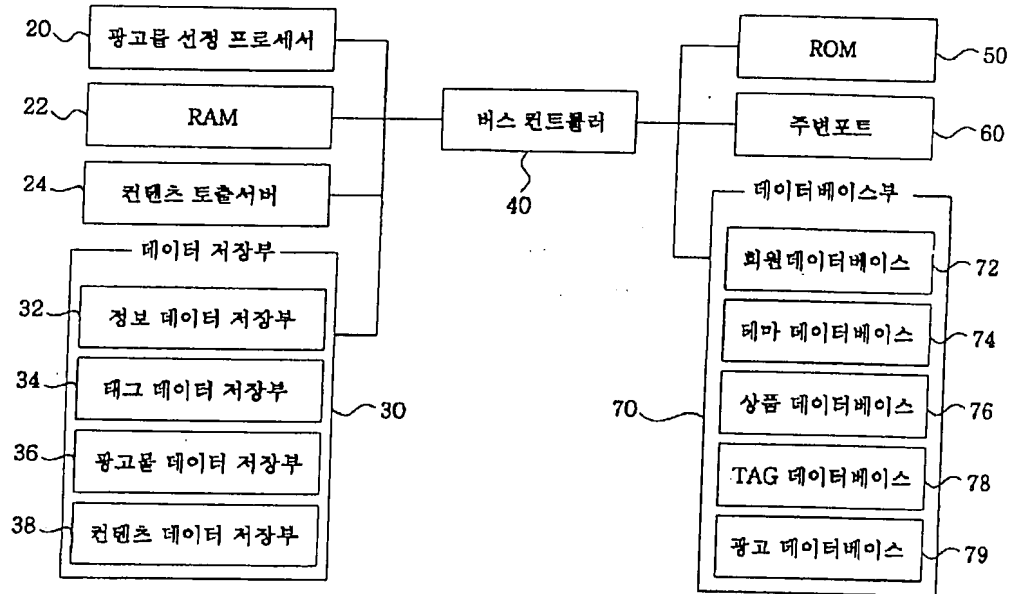 20
광고물 선정 프로세서
22
RAM
24
컨텐츠 토출서버
데이터 저장부
32
정보 데이터 저장부
34
태그 데이터 저장부
30
36
광고물 데이터 저장부
38
컨텐츠 데이터 저장부
버스 컨트롤러
40
ROM
50
주변포트
60
데이터베이스부
회원데이터베이스
72
테마 데이터베이스
74
70
상품 데이터베이스
76
TAG 데이터베이스
78
광고 데이터베이스
79